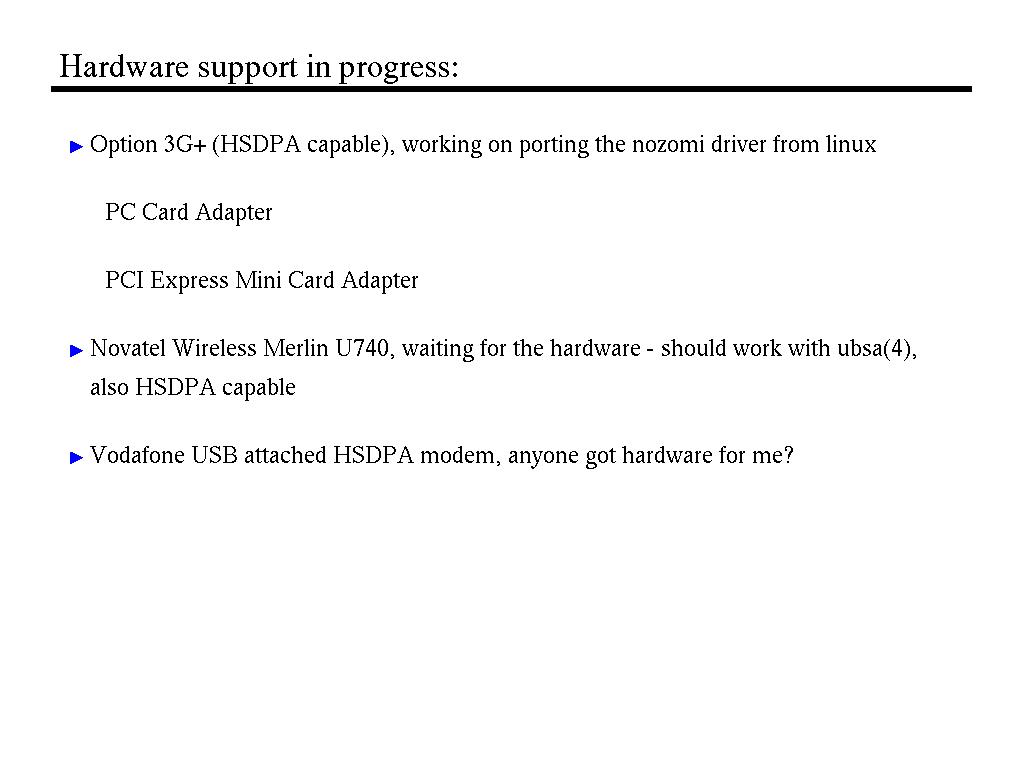 Hardware support in progress:
Option 3G+ (HSDPA capable), working on porting the nozomi driver from linux
PC Card Adapter
PCI Express Mini Card Adapter
Novatel Wireless Merlin U740, waiting for the hardware - should work with ubsa(4),
also HSDPA capable
Vodafone USB attached HSDPA modem, anyone got hardware for me?